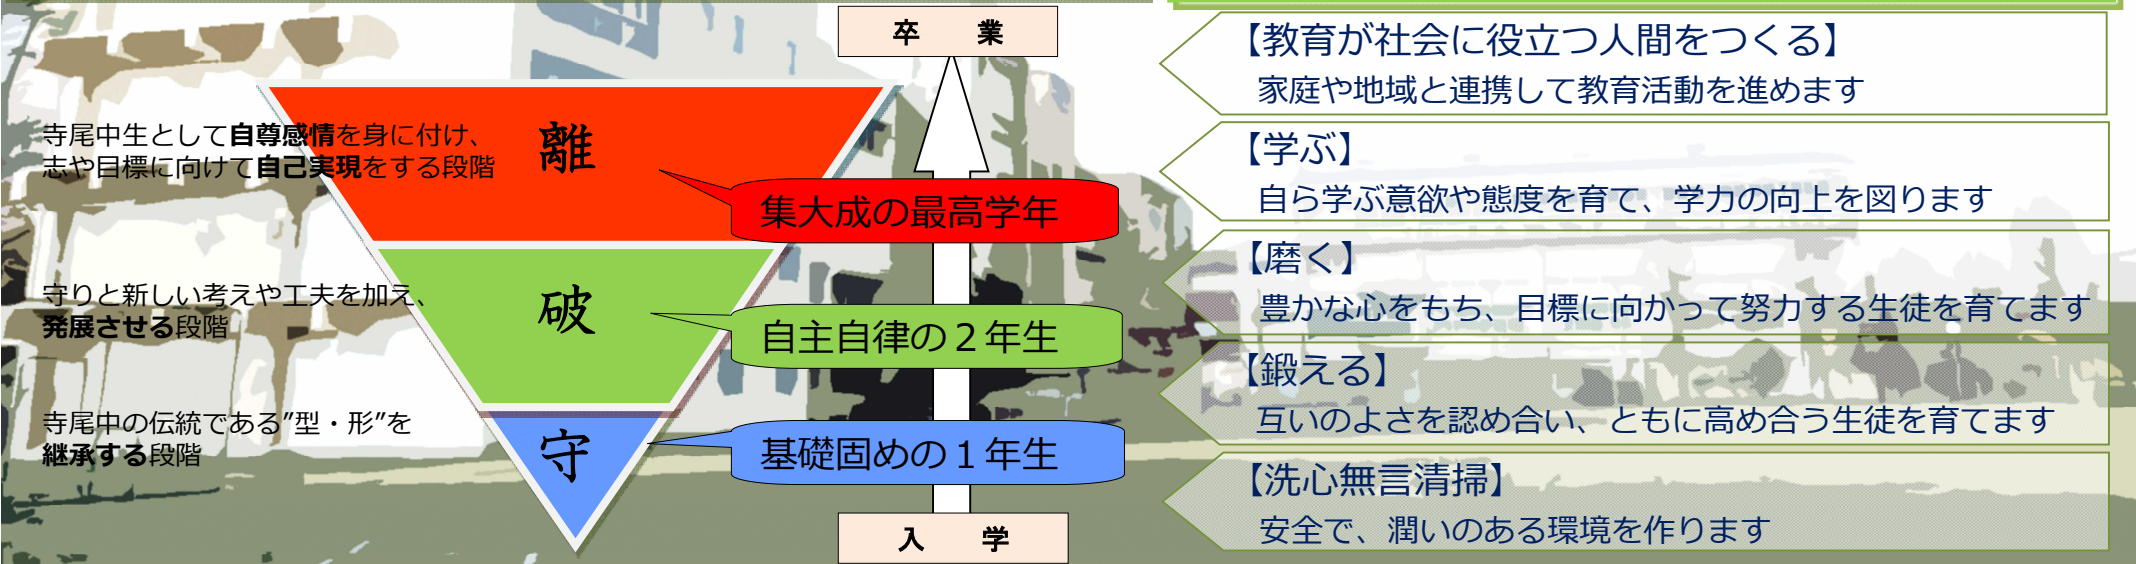 卒　業
寺尾中生として自尊感情を身に付け、
志や目標に向けて自己実現をする段階
離
集大成の最高学年
守りと新しい考えや工夫を加え、
発展させる段階
破
自主自律の２年生
寺尾中の伝統である”型・形”を
継承する段階
守
基礎固めの１年生
入　学
【教育が社会に役立つ人間をつくる】
家庭や地域と連携して教育活動を進めます
【学ぶ】
自ら学ぶ意欲や態度を育て、学力の向上を図ります
【磨く】
豊かな心をもち、目標に向かって努力する生徒を育てます
【鍛える】
互いのよさを認め合い、ともに高め合う生徒を育てます
【洗心無言清掃】
安全で、潤いのある環境を作ります